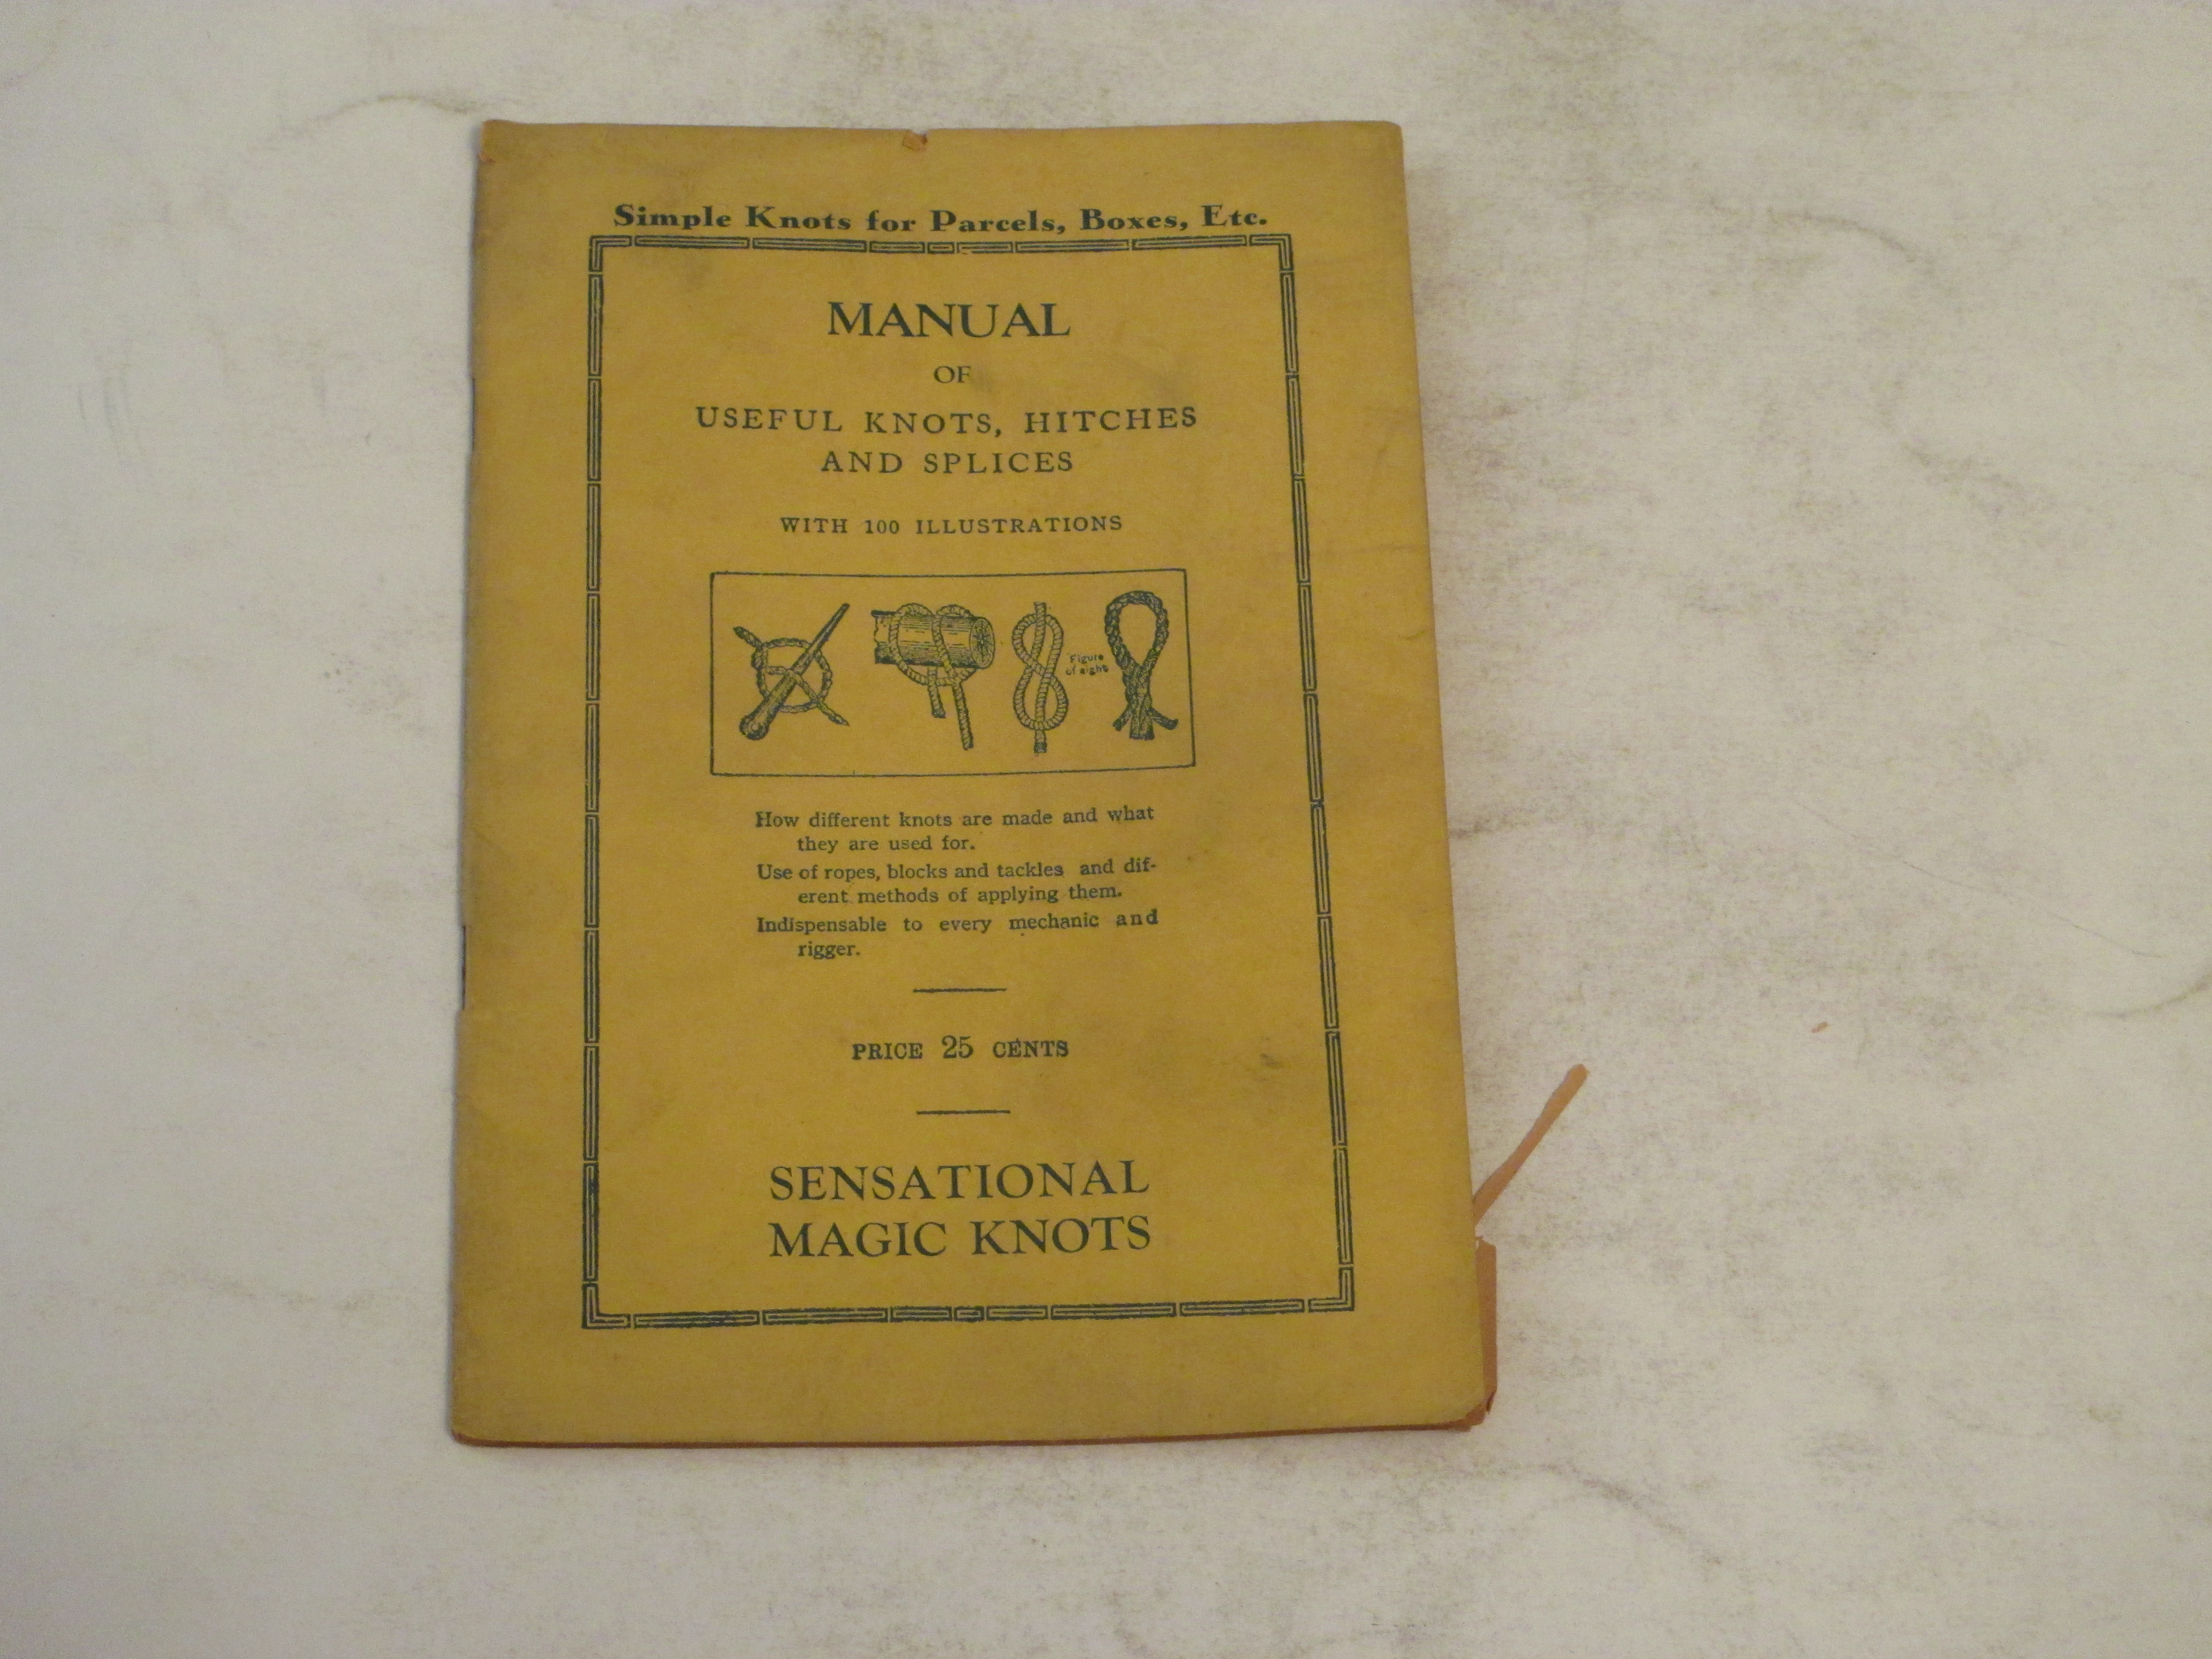 Simple Knots for Parcels, Boxes, Etc.
MANUAL
OF
USEFUL KNOTS, HITCHES
AND SPLICES
WITH 100 ILLUSTRATIONS
Figure
of eight
How different knots are made and what
they are used for.
Use of ropes, blocks and tackles and dif-
erent methods of applying them.
Indispensable to every mechanic and
rigger.
PRICE 25 CENTS
SENSATIONAL
MAGIC KNOTS